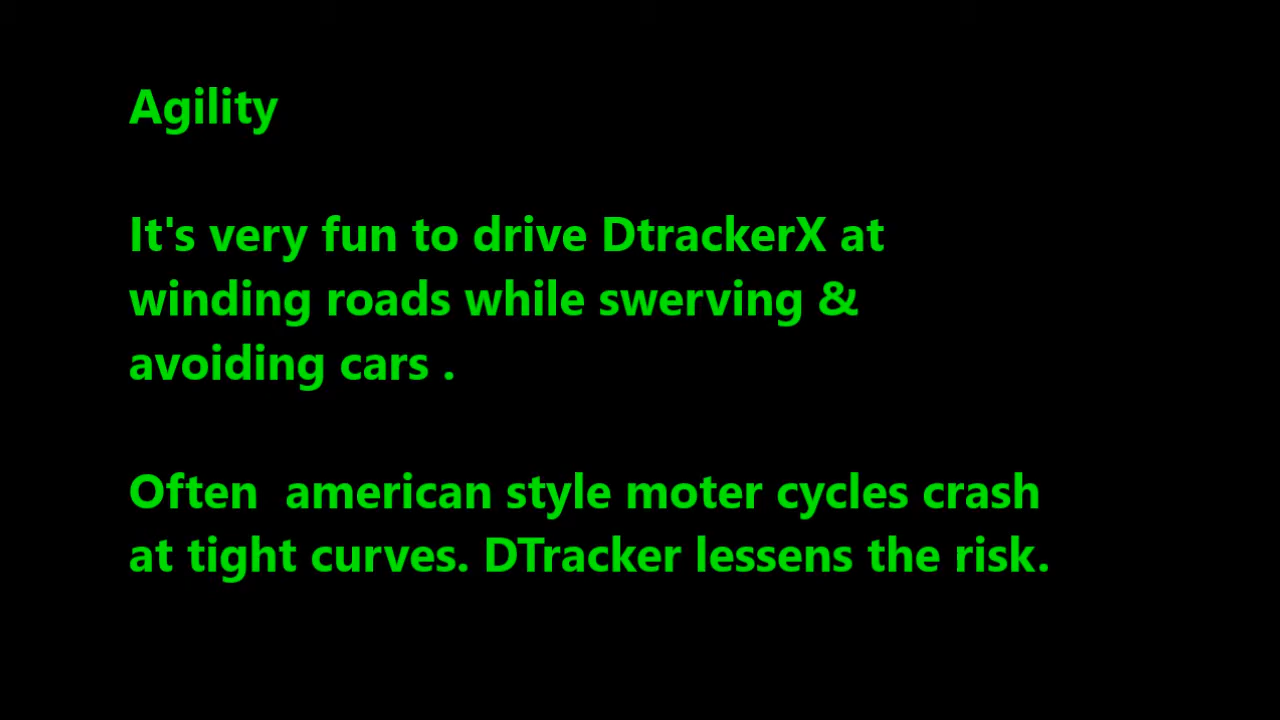 Agility
It's very fun to drive DtrackerX at
winding roads while swerving &
avoiding cars .
Often  american style moter cycles crash
at tight curves. DTracker lessens the risk.